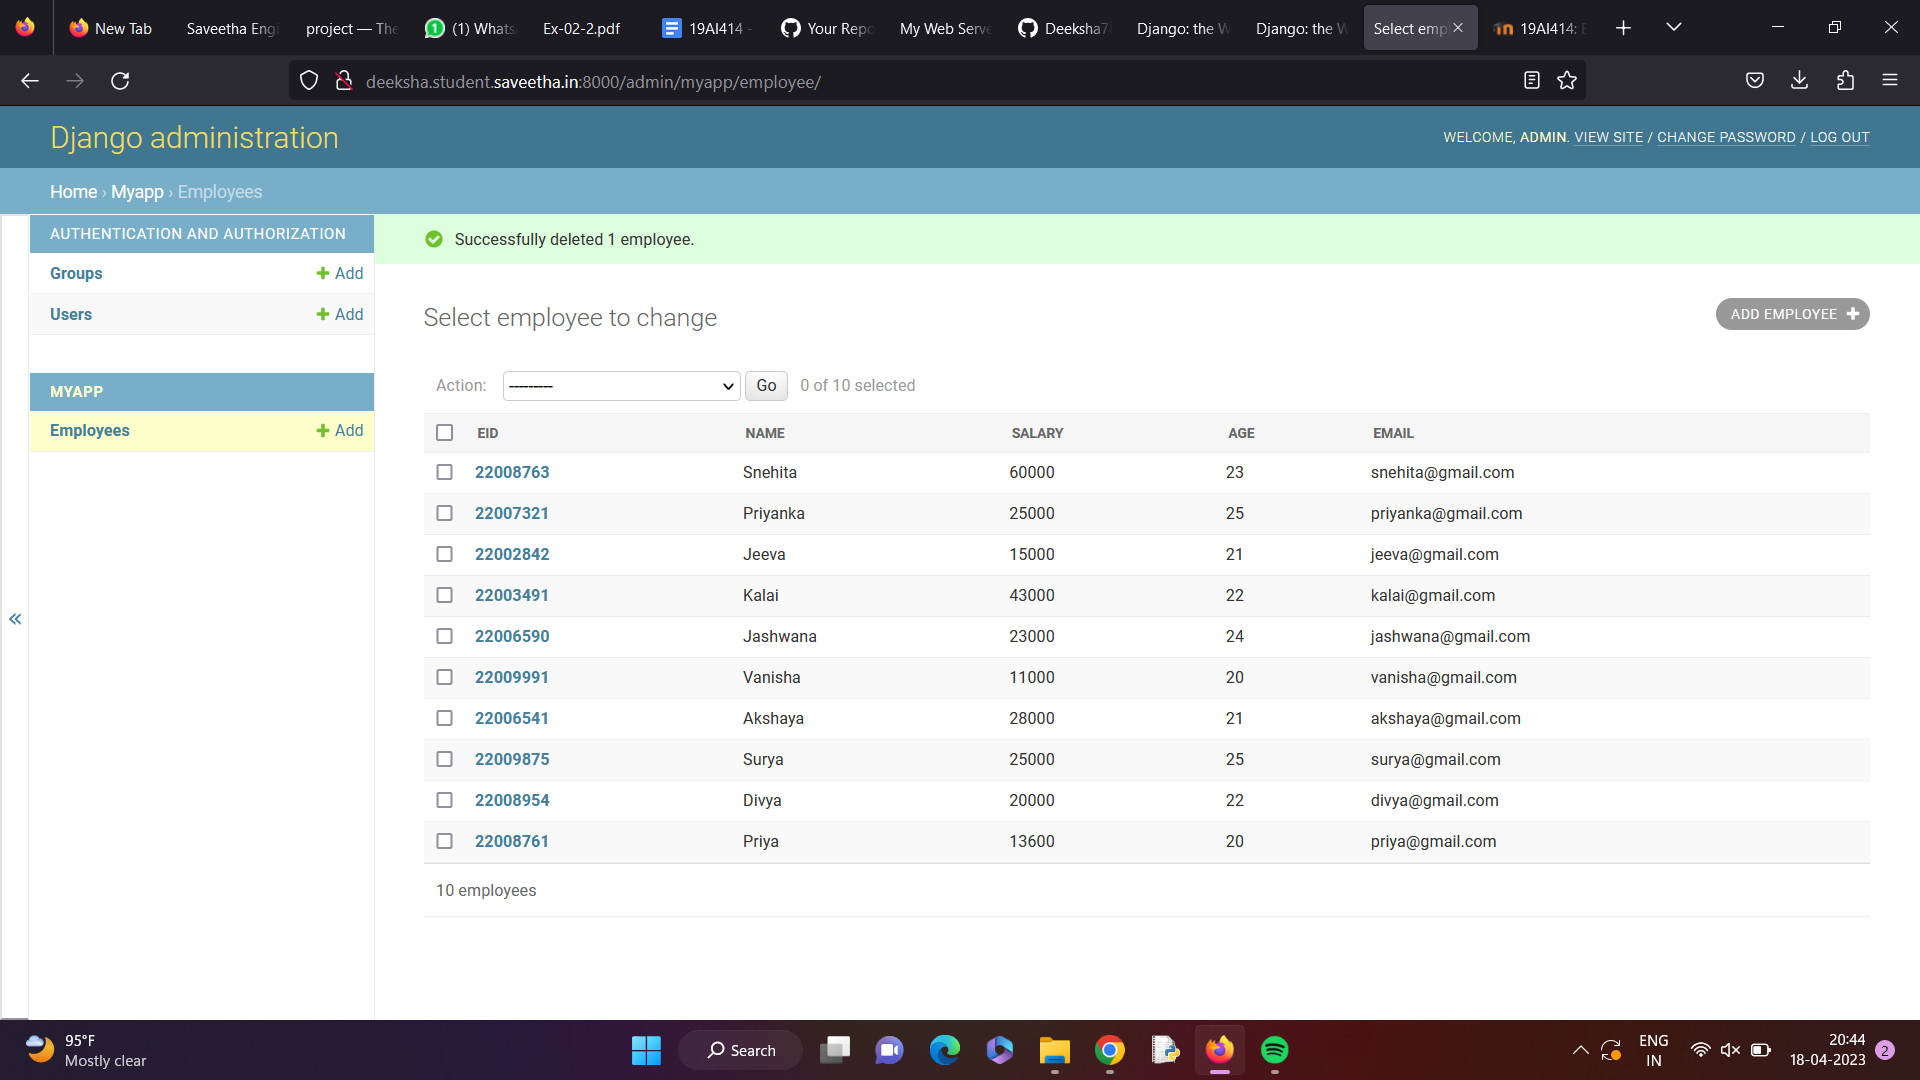 New Tab
Saveetha Eng
project — The
(1) Whats
Ex-02-2.pdf
19AI414 -
Your Repo
My Web Serve
Deeksha7
Django: the W
Django: the W
Select emp
19AI414: E
deeksha.student.saveetha.in:8000/admin/myapp/employee/
Django administration
WELCOME, ADMIN. VIEW SITE / CHANGE PASSWORD / LOG OUT
Home › Myapp › Employees
AUTHENTICATION AND AUTHORIZATION
Groups + Add
Users + Add
MYAPP
Employees + Add
«
Successfully deleted 1 employee.
Select employee to change
ADD EMPLOYEE +
Action: --------- Go 0 of 10 selected
EID NAME SALARY AGE EMAIL
22008763 Snehita 60000 23 snehita@gmail.com
22007321 Priyanka 25000 25 priyanka@gmail.com
22002842 Jeeva 15000 21 jeeva@gmail.com
22003491 Kalai 43000 22 kalai@gmail.com
22006590 Jashwana 23000 24 jashwana@gmail.com
22009991 Vanisha 11000 20 vanisha@gmail.com
22006541 Akshaya 28000 21 akshaya@gmail.com
22009875 Surya 25000 25 surya@gmail.com
22008954 Divya 20000 22 divya@gmail.com
22008761 Priya 13600 20 priya@gmail.com
10 employees
95°F
Mostly clear
Search
ENG
IN
20:44
18-04-2023
2